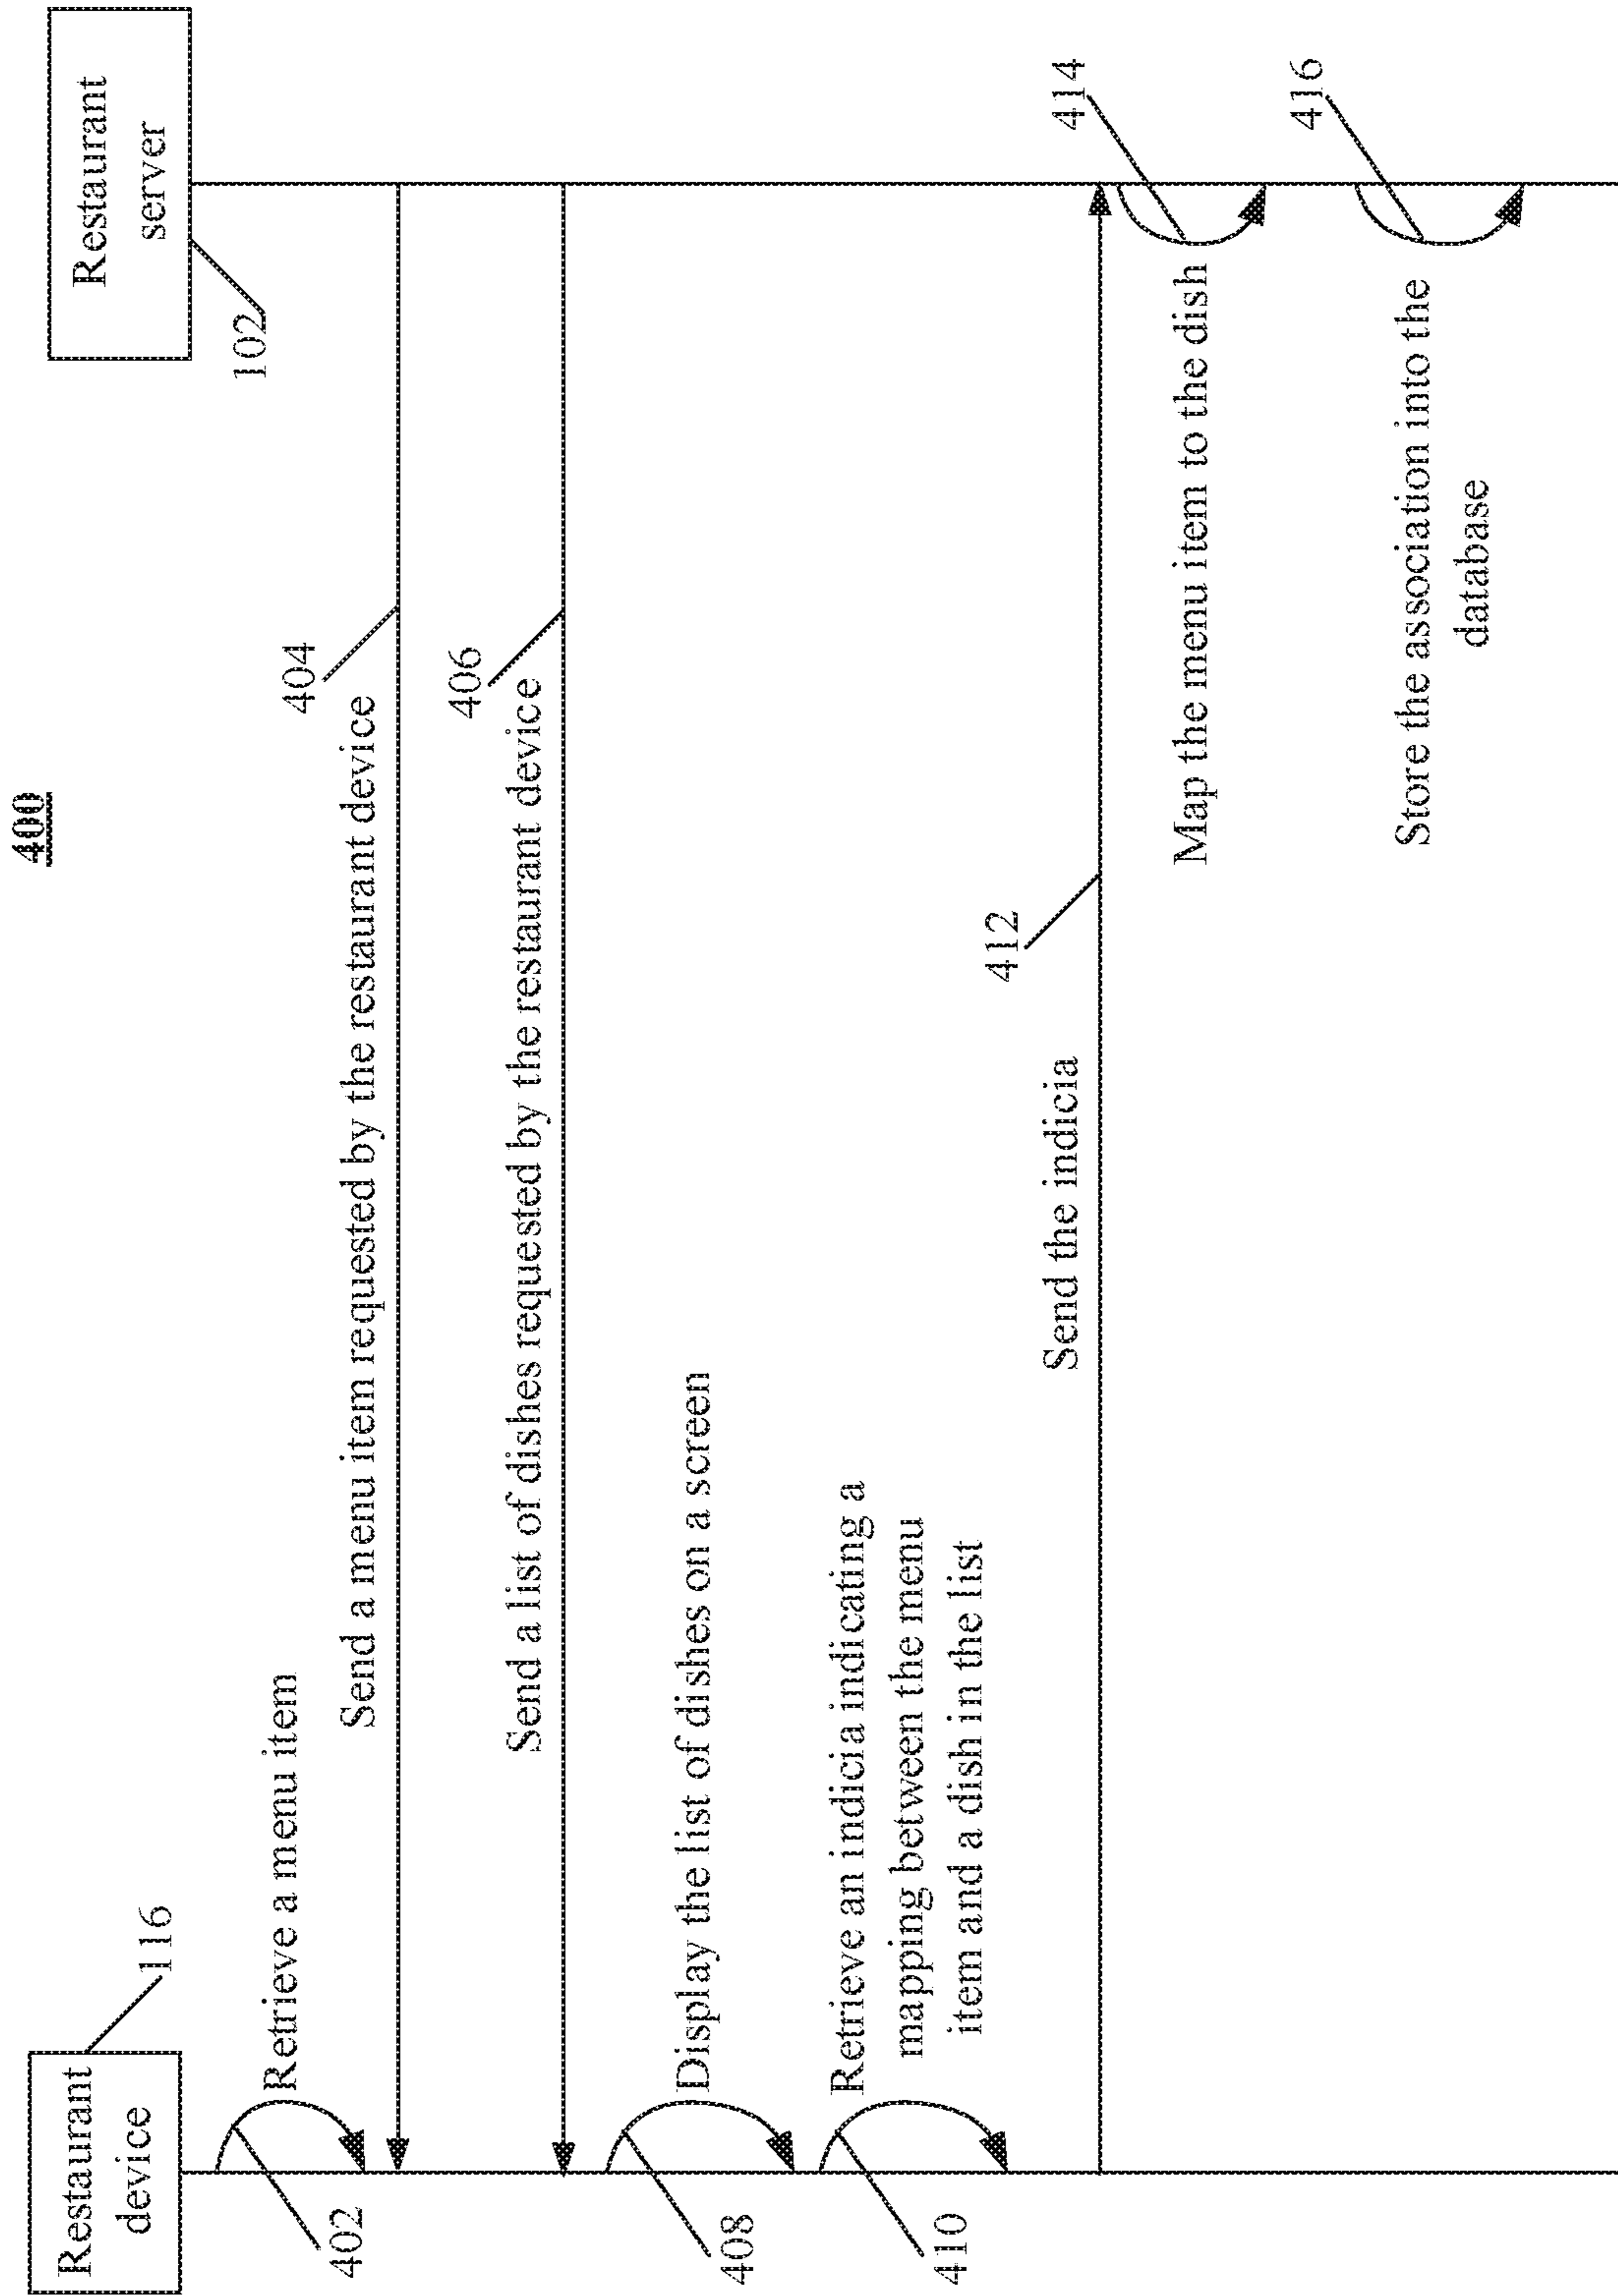 400
Restaurant
device
116
Restaurant
server
102
402
Retrieve a menu item
404
Send a menu item requested by the restaurant device
406
Send a list of dishes requested by the restaurant device
408
Display the list of dishes on a screen
410
Retrieve an indicia indicating a
mapping between the menu
item and a dish in the list
412
Send the indicia
414
Map the menu item to the dish
416
Store the association into the
database